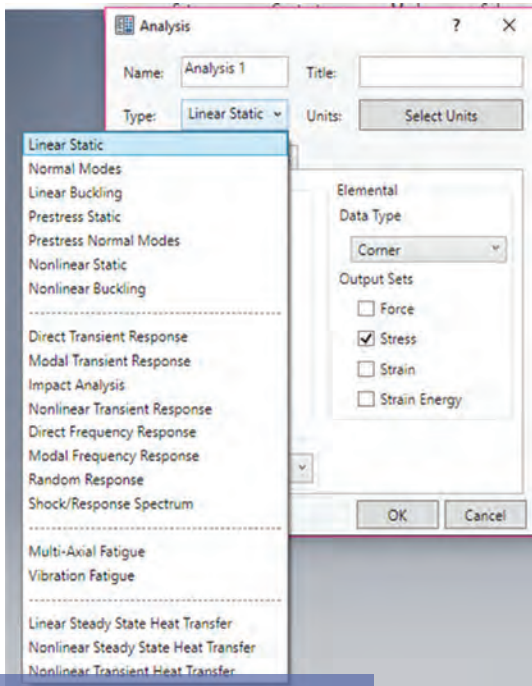 Analysis
?
Name:
Analysis 1
Title:
Type:
Linear Static
Units:
Select Units
Linear Static
Normal Modes
Linear Buckling
Prestress Static
Prestress Normal Modes
Nonlinear Static
Nonlinear Buckling
Direct Transient Response
Modal Transient Response
Impact Analysis
Nonlinear Transient Response
Direct Frequency Response
Modal Frequency Response
Random Response
Shock/Response Spectrum
Multi-Axial Fatigue
Vibration Fatigue
Linear Steady State Heat Transfer
Nonlinear Steady State Heat Transfer
Nonlinear Transient Heat Transfer
Elemental
Data Type
Corner
Output Sets
Force
Stress
Strain
Strain Energy
OK
Cancel